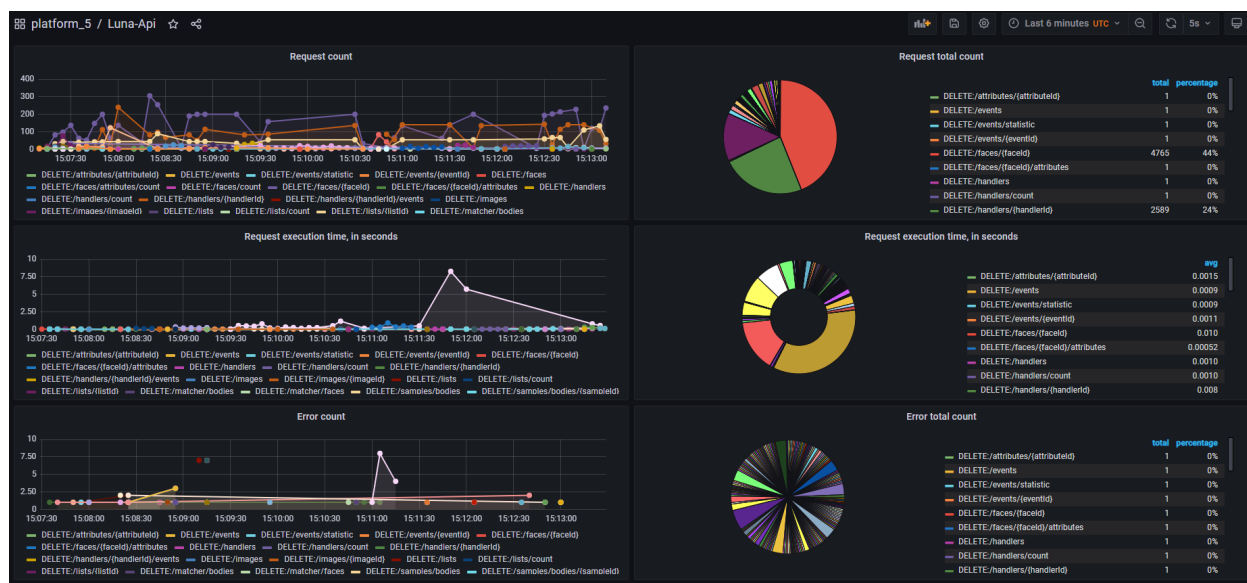 platform_5 / Luna-Api
Last 6 minutes UTC
5s
Request count
400
300
200
100
0
15:07:30 15:08:00 15:08:30 15:09:00 15:09:30 15:10:00 15:10:30 15:11:00 15:11:30 15:12:00 15:12:30 15:13:00
DELETE:/attributes/{attributeId} DELETE:/events DELETE:/events/statistic DELETE:/events/{eventId} DELETE:/faces
DELETE:/faces/attributes/count DELETE:/faces/count DELETE:/faces/{faceId} DELETE:/faces/{faceId}/attributes DELETE:/handlers
DELETE:/handlers/count DELETE:/handlers/{handlerId} DELETE:/handlers/{handlerId}/events DELETE:/images
DELETE:/images/{imageId} DELETE:/lists DELETE:/lists/count DELETE:/lists/{listId} DELETE:/matcher/bodies
Request total count
total percentage
DELETE:/attributes/{attributeId} 1 0%
DELETE:/events 1 0%
DELETE:/events/statistic 1 0%
DELETE:/events/{eventId} 1 0%
DELETE:/faces/{faceId} 4765 44%
DELETE:/faces/{faceId}/attributes 1 0%
DELETE:/handlers 1 0%
DELETE:/handlers/count 1 0%
DELETE:/handlers/{handlerId} 2589 24%
Request execution time, in seconds
10
7.50
5
2.50
0
15:07:30 15:08:00 15:08:30 15:09:00 15:09:30 15:10:00 15:10:30 15:11:00 15:11:30 15:12:00 15:12:30 15:13:00
DELETE:/attributes/{attributeId} DELETE:/events DELETE:/events/statistic DELETE:/events/{eventId} DELETE:/faces/{faceId}
DELETE:/faces/{faceId}/attributes DELETE:/handlers DELETE:/handlers/count DELETE:/handlers/{handlerId}
DELETE:/handlers/{handlerId}/events DELETE:/images DELETE:/images/{imageId} DELETE:/lists DELETE:/lists/count
DELETE:/lists/{listId} DELETE:/matcher/bodies DELETE:/matcher/faces DELETE:/samples/bodies DELETE:/samples/bodies/{sampleId}
Request execution time, in seconds
avg
DELETE:/attributes/{attributeId} 0.0015
DELETE:/events 0.0009
DELETE:/events/statistic 0.0009
DELETE:/events/{eventId} 0.0011
DELETE:/faces/{faceId} 0.010
DELETE:/faces/{faceId}/attributes 0.00052
DELETE:/handlers 0.0010
DELETE:/handlers/count 0.0010
DELETE:/handlers/{handlerId} 0.008
Error count
10
7.50
5
2.50
0
15:07:30 15:08:00 15:08:30 15:09:00 15:09:30 15:10:00 15:10:30 15:11:00 15:11:30 15:12:00 15:12:30 15:13:00
DELETE:/attributes/{attributeId} DELETE:/events DELETE:/events/statistic DELETE:/events/{eventId} DELETE:/faces/{faceId}
DELETE:/faces/{faceId}/attributes DELETE:/handlers DELETE:/handlers/count DELETE:/handlers/{handlerId}
DELETE:/handlers/{handlerId}/events DELETE:/images DELETE:/images/{imageId} DELETE:/lists DELETE:/lists/count
DELETE:/lists/{listId} DELETE:/matcher/bodies DELETE:/matcher/faces DELETE:/samples/bodies DELETE:/samples/bodies/{sampleId}
Error total count
total percentage
DELETE:/attributes/{attributeId} 1 0%
DELETE:/events 1 0%
DELETE:/events/statistic 1 0%
DELETE:/events/{eventId} 1 0%
DELETE:/faces/{faceId} 1 0%
DELETE:/faces/{faceId}/attributes 1 0%
DELETE:/handlers 1 0%
DELETE:/handlers/count 1 0%
DELETE:/handlers/{handlerId} 1 0%